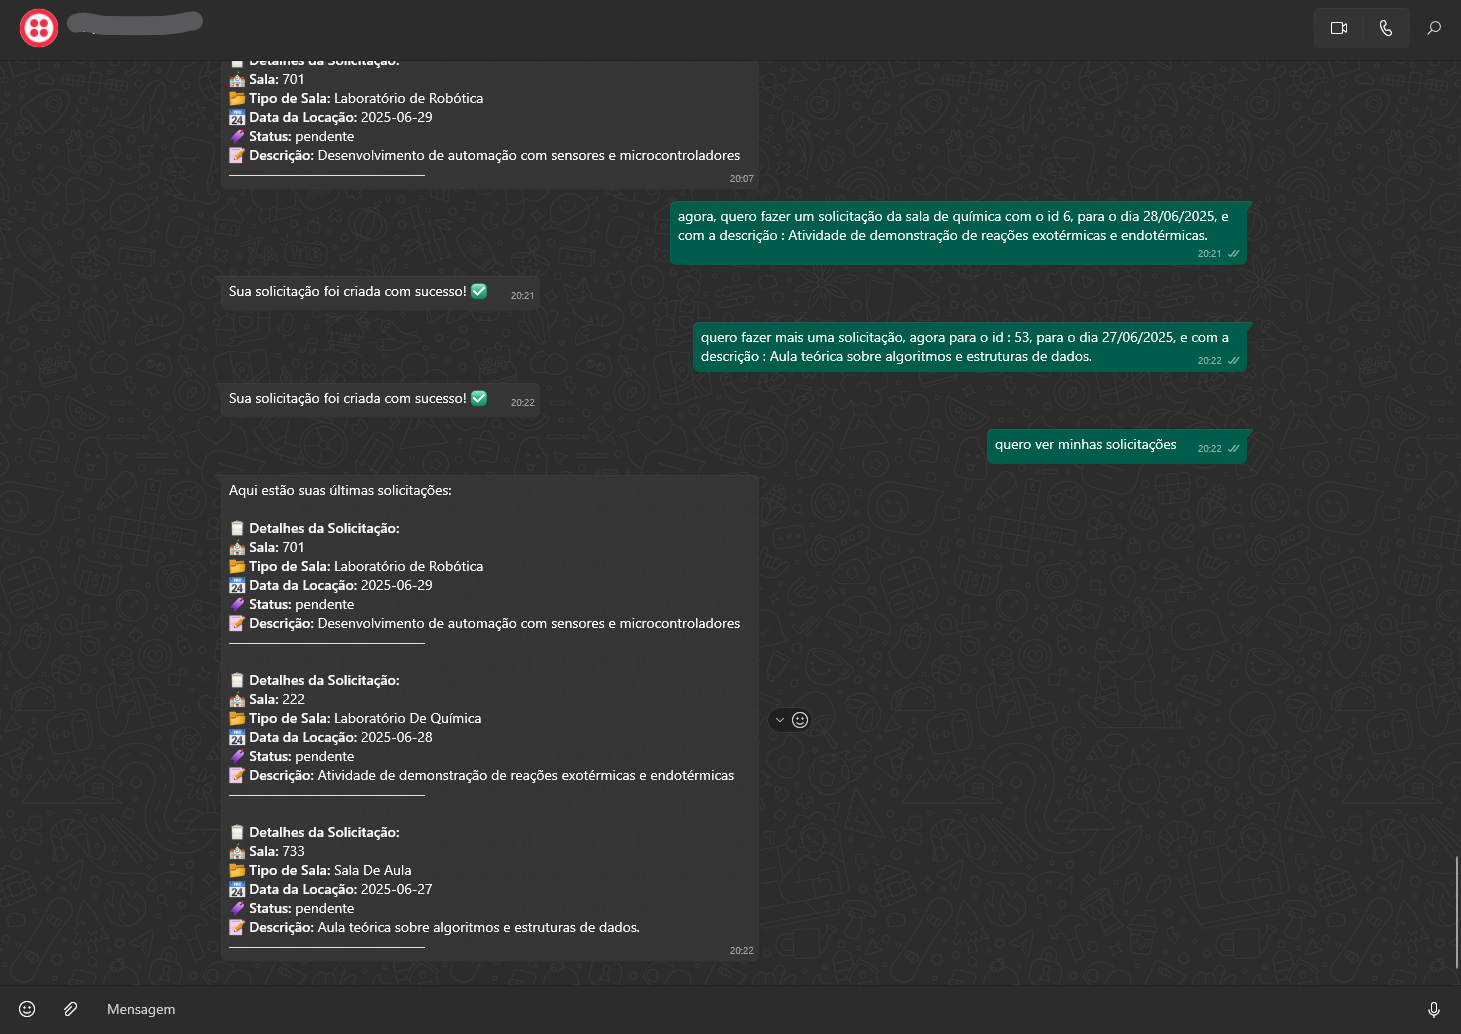 Detalhes da Solicitação:
Sala: 701
Tipo de Sala: Laboratório de Robótica
Data da Locação: 2025-06-29
Status: pendente
Descrição: Desenvolvimento de automação com sensores e microcontroladores
20:07
agora, quero fazer um solicitação da sala de química com o id 6, para o dia 28/06/2025, e
com a descrição : Atividade de demonstração de reações exotérmicas e endotérmicas.
20:21
Sua solicitação foi criada com sucesso! ✅ 20:21
quero fazer mais uma solicitação, agora para o id : 53, para o dia 27/06/2025, e com a
descrição : Aula teórica sobre algoritmos e estruturas de dados. 20:22
Sua solicitação foi criada com sucesso! ✅ 20:22
quero ver minhas solicitações 20:22
Aqui estão suas últimas solicitações:
Detalhes da Solicitação:
Sala: 701
Tipo de Sala: Laboratório de Robótica
Data da Locação: 2025-06-29
Status: pendente
Descrição: Desenvolvimento de automação com sensores e microcontroladores
Detalhes da Solicitação:
Sala: 222
Tipo de Sala: Laboratório De Química
Data da Locação: 2025-06-28
Status: pendente
Descrição: Atividade de demonstração de reações exotérmicas e endotérmicas
Detalhes da Solicitação:
Sala: 733
Tipo de Sala: Sala De Aula
Data da Locação: 2025-06-27
Status: pendente
Descrição: Aula teórica sobre algoritmos e estruturas de dados.
20:22
Mensagem